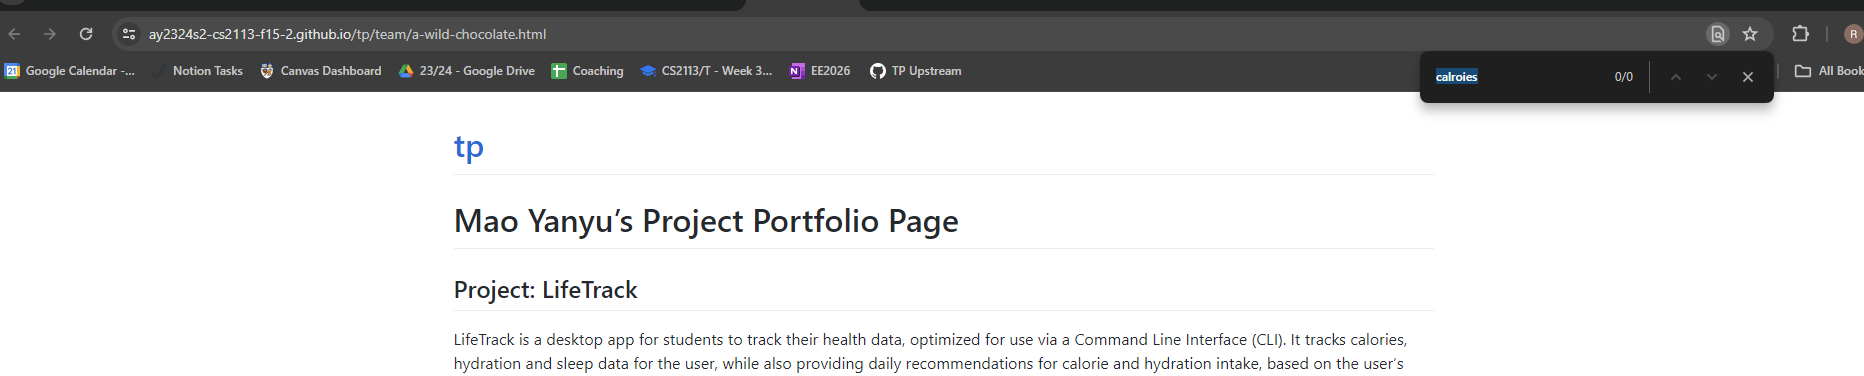 ay2324s2-cs2113-f15-2.github.io/tp/team/a-wild-chocolate.html
R
21 Google Calendar -... Notion Tasks Canvas Dashboard 23/24 - Google Drive Coaching CS2113/T - Week 3... N EE2026 TP Upstream All Book
calroies 0/0
tp
Mao Yanyu's Project Portfolio Page
Project: LifeTrack
LifeTrack is a desktop app for students to track their health data, optimized for use via a Command Line Interface (CLI). It tracks calories,
hydration and sleep data for the user, while also providing daily recommendations for calorie and hydration intake, based on the user's